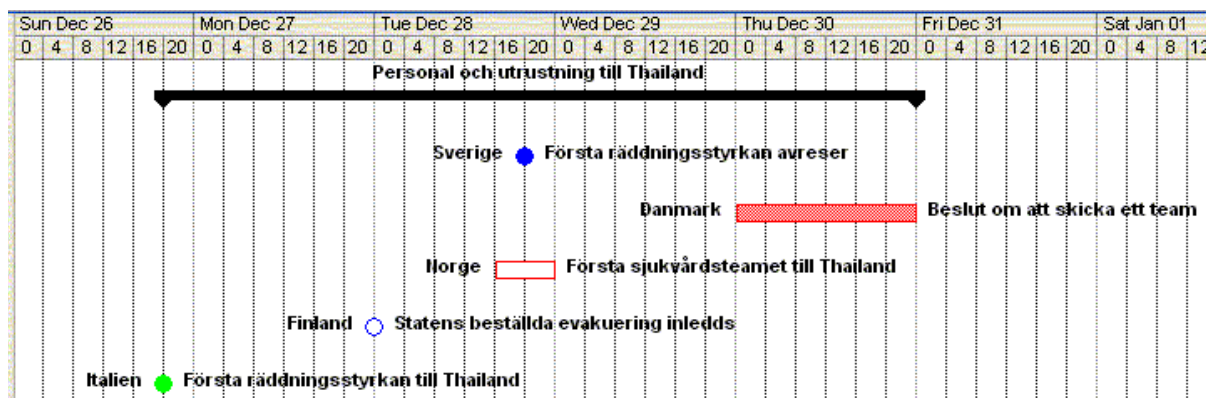 Sun Dec 26 Mon Dec 27 Tue Dec 28 Wed Dec 29 Thu Dec 30 Fri Dec 31 Sat Jan 01
0 4 8 12 16 20 0 4 8 12 16 20 0 4 8 12 16 20 0 4 8 12 16 20 0 4 8 12 16 20 0 4 8 12 16 20 0 4 8 12
Personal och utrustning till Thailand
Sverige Första räddningsstyrkan avreser
Danmark Beslut om att skicka ett team
Norge Första sjukvårdsteamet till Thailand
Finland Statens beställda evakuering inledds
Italien Första räddningsstyrkan till Thailand